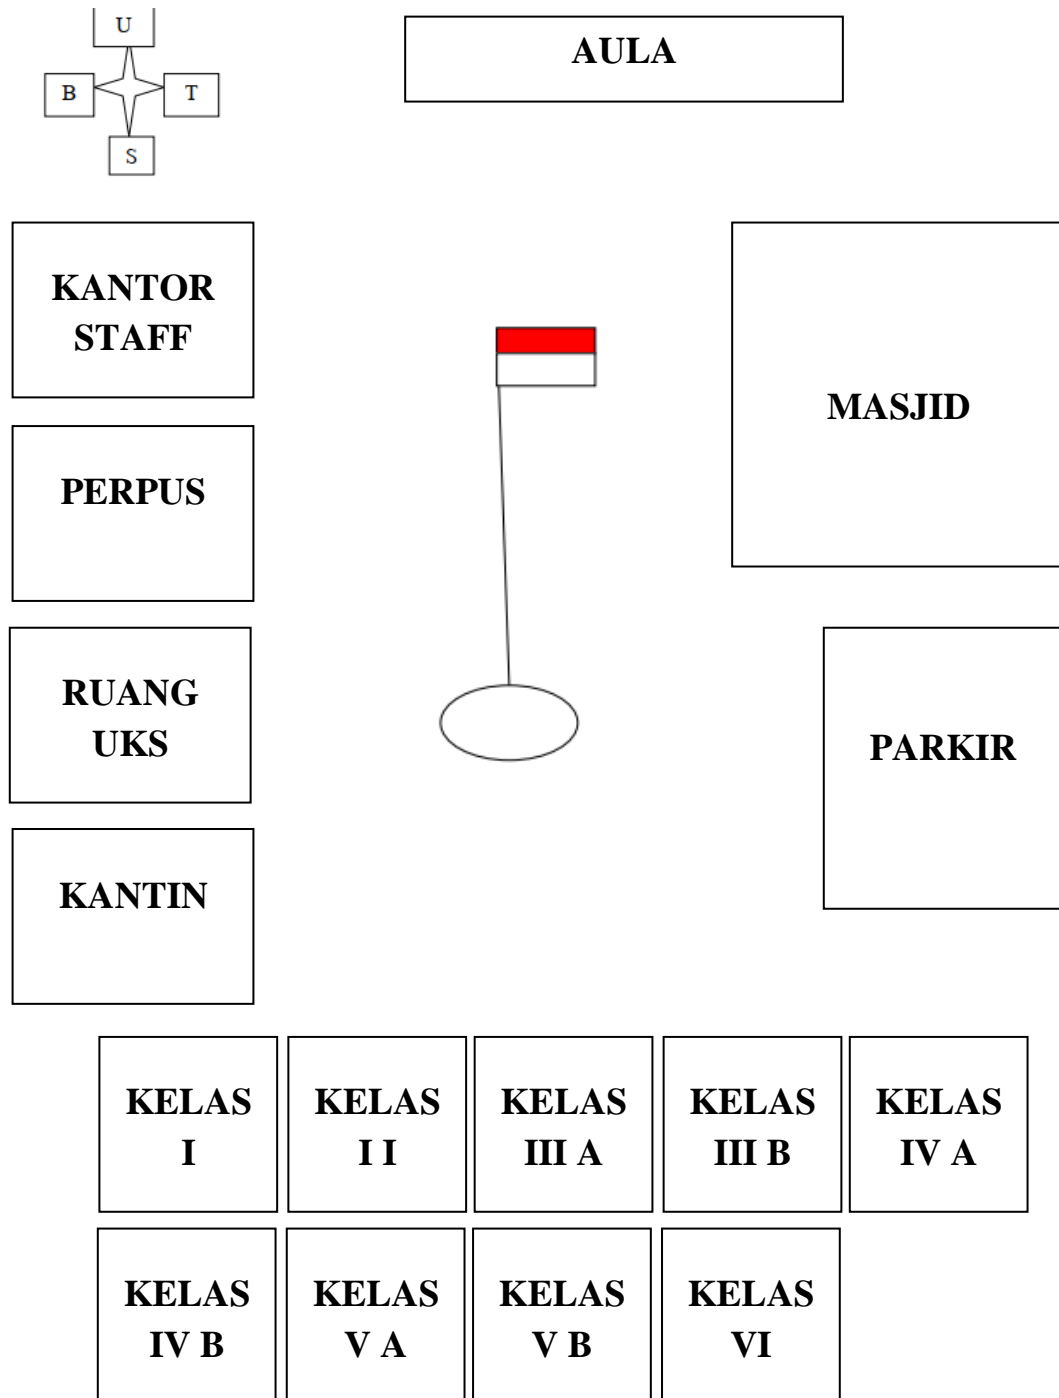 U
AULA
B
T
S
KANTOR
STAFF
MASJID
PERPUS
RUANG
UKS
PARKIR
KANTIN
KELAS
I
KELAS
I I
KELAS
III A
KELAS
III B
KELAS
IV A
KELAS
IV B
KELAS
V A
KELAS
V B
KELAS
VI